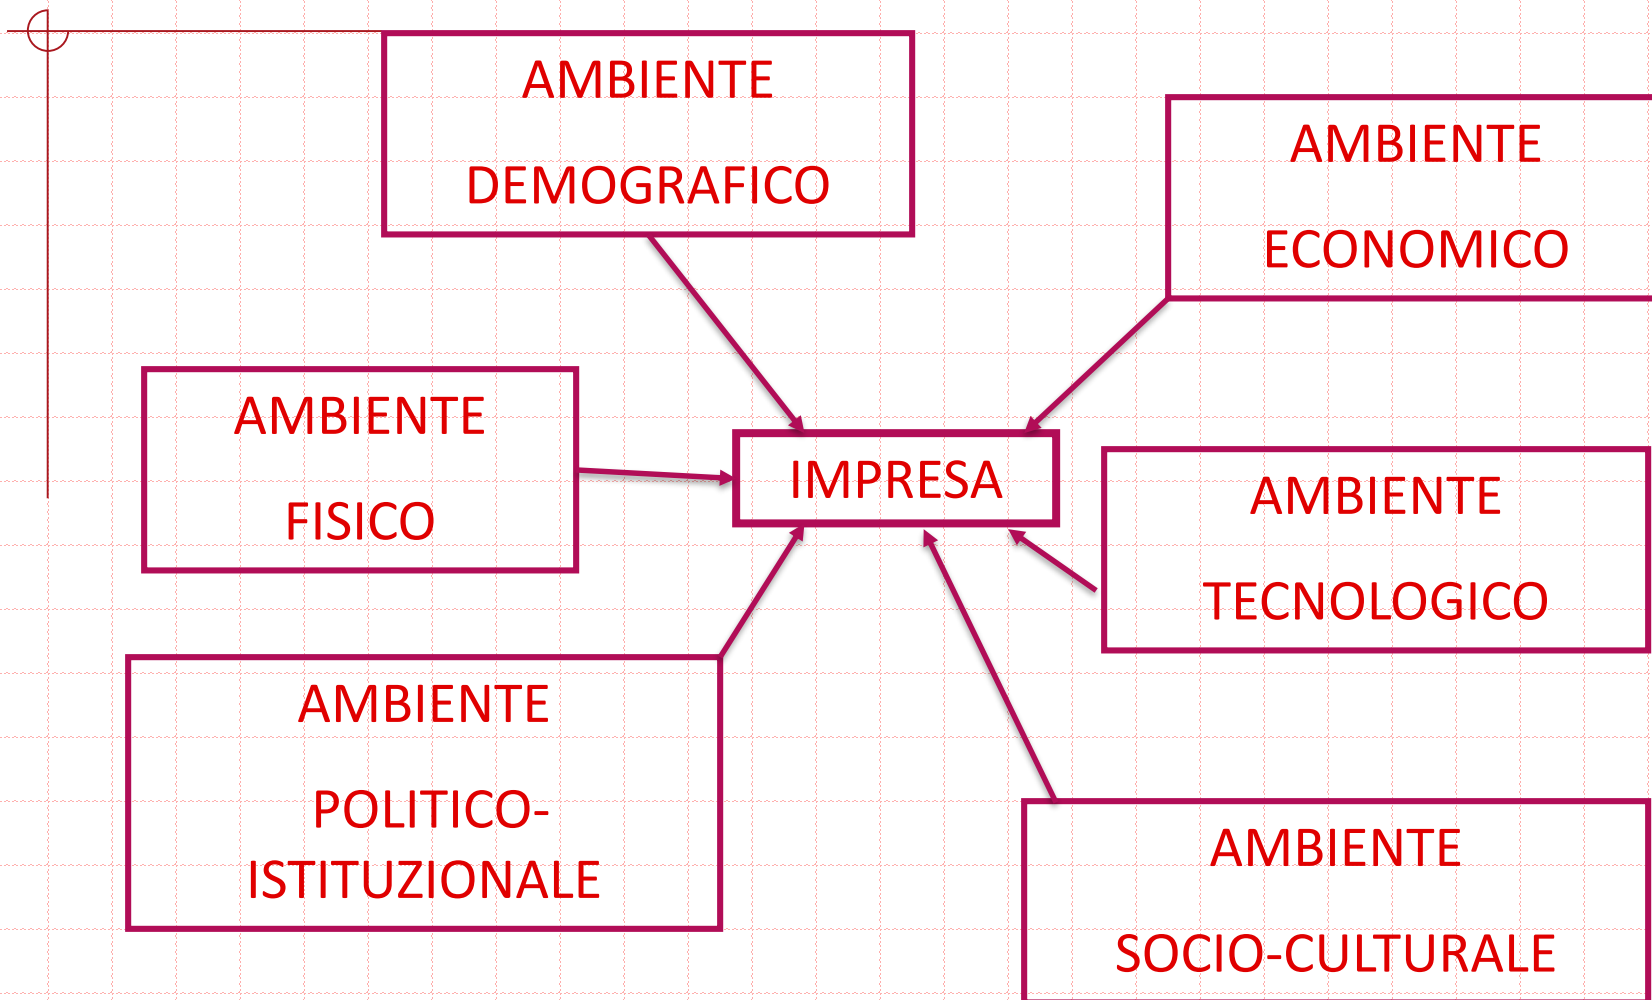 AMBIENTE
DEMOGRAFICO
AMBIENTE
ECONOMICO
AMBIENTE
FISICO
IMPRESA
AMBIENTE
TECNOLOGICO
AMBIENTE
POLITICO-
ISTITUZIONALE
AMBIENTE
SOCIO-CULTURALE